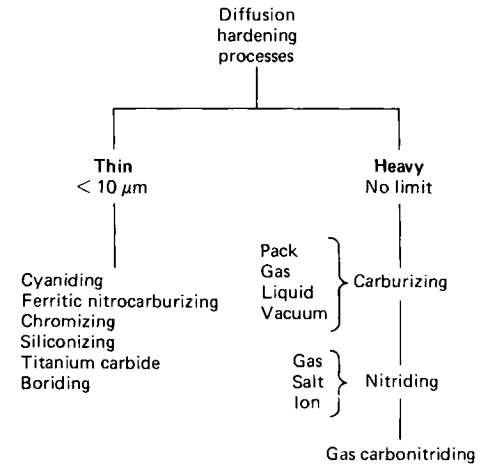 Diffusion
hardening
processes
Thin
< 10 μm
Heavy
No limit
Cyaniding
Ferritic nitrocarburizing
Chromizing
Siliconizing
Titanium carbide
Boriding
Pack
Gas
Liquid
Vacuum
Carburizing
Gas
Salt
Ion
Nitriding
Gas carbonitriding